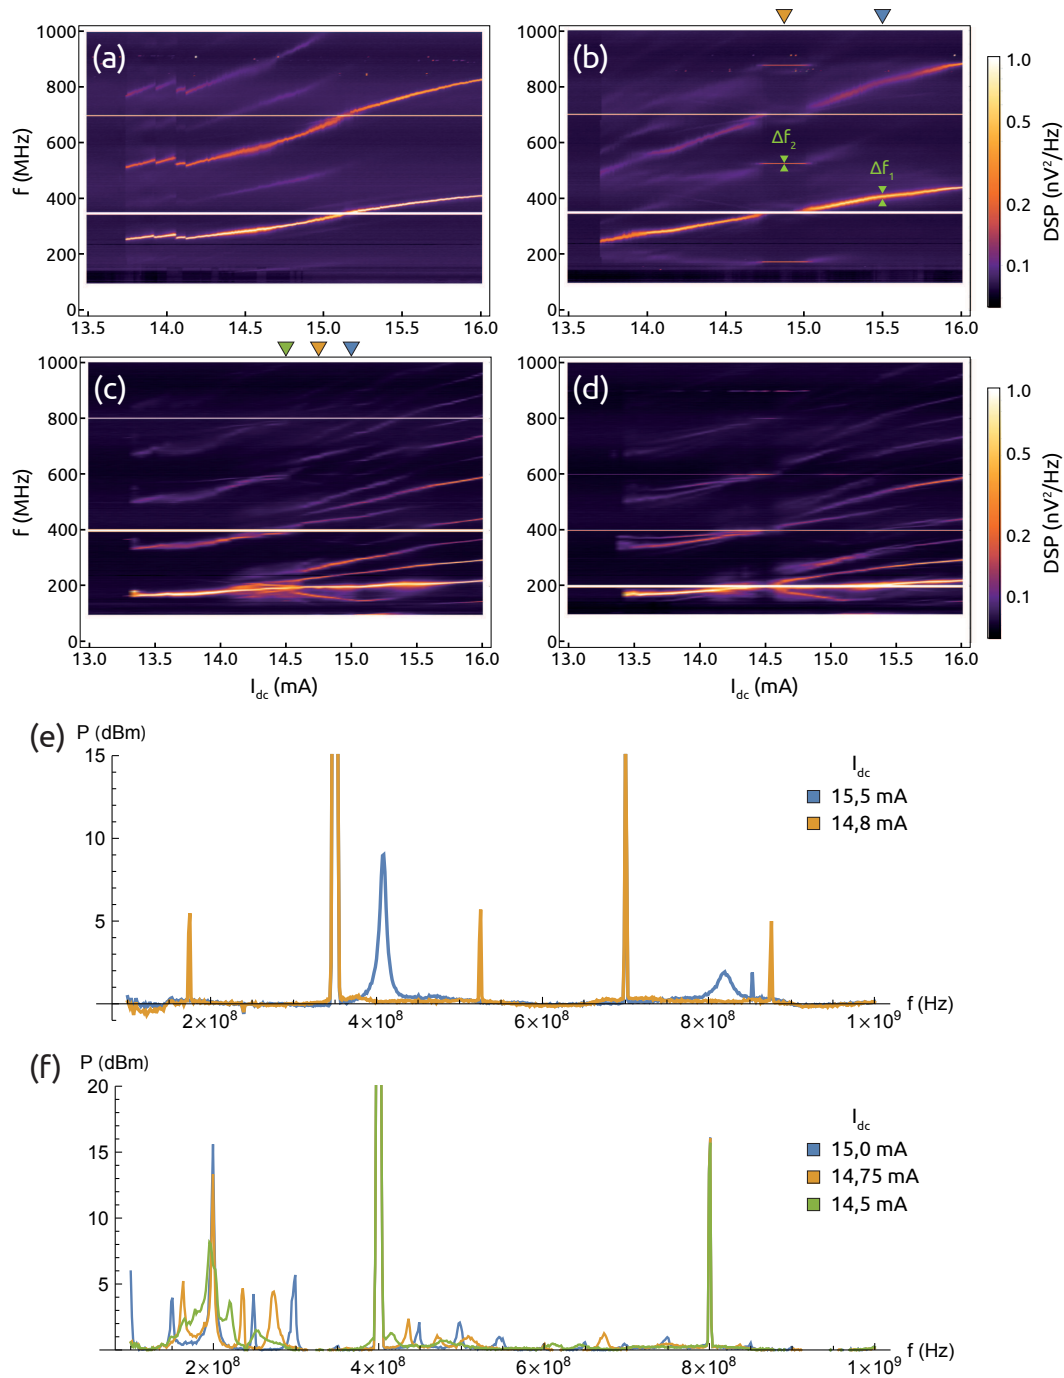 (a)
(b)
1000
800
600
400
200
0
f (MHz)
13.5 14.0 14.5 15.0 15.5 16.0
1000
800
600
400
200
0
Δf₂
Δf₁
13.5 14.0 14.5 15.0 15.5 16.0
1.0
0.5
0.2
0.1
DSP (nV²/Hz)
(c)
(d)
1000
800
600
400
200
0
f (MHz)
13.0 13.5 14.0 14.5 15.0 15.5 16.0
I_dc (mA)
1000
800
600
400
200
0
13.0 13.5 14.0 14.5 15.0 15.5 16.0
I_dc (mA)
1.0
0.5
0.2
0.1
DSP (nV²/Hz)
(e) P (dBm)
15
10
5
I_dc
15,5 mA
14,8 mA
2×10⁸ 4×10⁸ 6×10⁸ 8×10⁸ 1×10⁹ f (Hz)
(f) P (dBm)
20
15
10
5
I_dc
15,0 mA
14,75 mA
14,5 mA
2×10⁸ 4×10⁸ 6×10⁸ 8×10⁸ 1×10⁹ f (Hz)